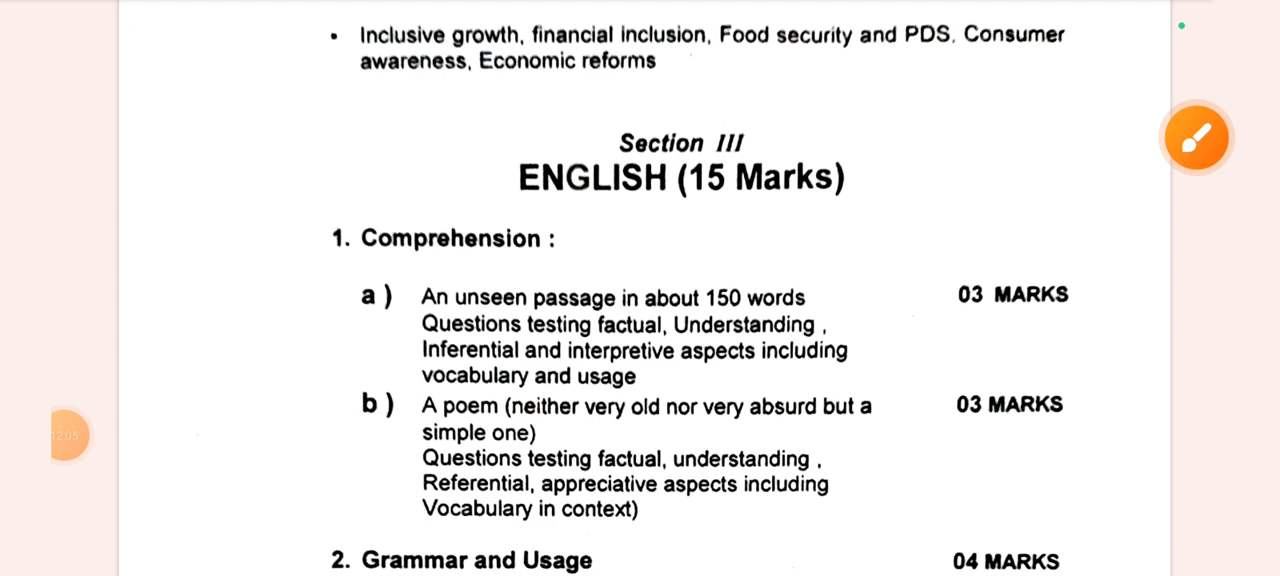 • Inclusive growth, financial inclusion, Food security and PDS, Consumer
awareness, Economic reforms
Section III
ENGLISH (15 Marks)
1. Comprehension :
a ) An unseen passage in about 150 words 03 MARKS
Questions testing factual, Understanding ,
Inferential and interpretive aspects including
vocabulary and usage
b ) A poem (neither very old nor very absurd but a 03 MARKS
simple one)
Questions testing factual, understanding ,
Referential, appreciative aspects including
Vocabulary in context)
2. Grammar and Usage 04 MARKS
12:05